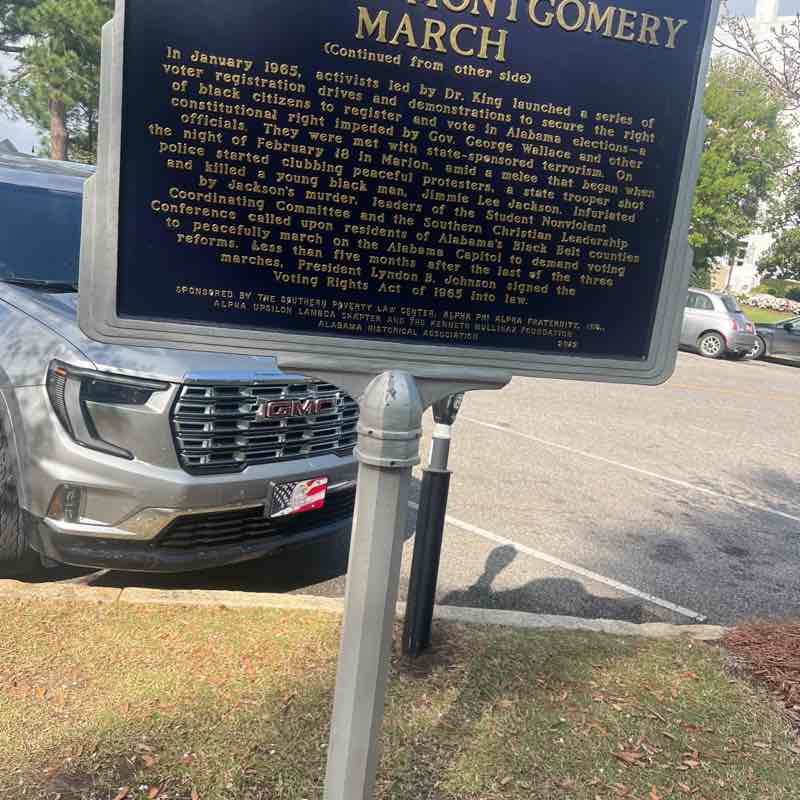 MONTGOMERY
MARCH
(Continued from other side)
In January 1965, activists led by Dr. King launched a series of
voter registration drives and demonstrations to secure the right
of black citizens to register and vote in Alabama elections—a
constitutional right impeded by Gov. George Wallace and other
officials. They were met with state-sponsored terrorism. On
the night of February 18 in Marion, amid a melee that began when
police started clubbing peaceful protesters, a state trooper shot
and killed a young black man, Jimmie Lee Jackson. Infuriated
by Jackson's murder, leaders of the Student Nonviolent
Coordinating Committee and the Southern Christian Leadership
Conference called upon residents of Alabama's Black Belt counties
to peacefully march on the Alabama Capitol to demand voting
reforms. Less than five months after the last of the three
marches, President Lyndon B. Johnson signed the
Voting Rights Act of 1965 into law.
SPONSORED BY THE SOUTHERN POVERTY LAW CENTER, ALPHA PHI ALPHA FRATERNITY, INC.,
ALPHA UPSILON LAMBDA CHAPTER AND THE KENNETH MULLINAX FOUNDATION
ALABAMA HISTORICAL ASSOCIATION
GMC